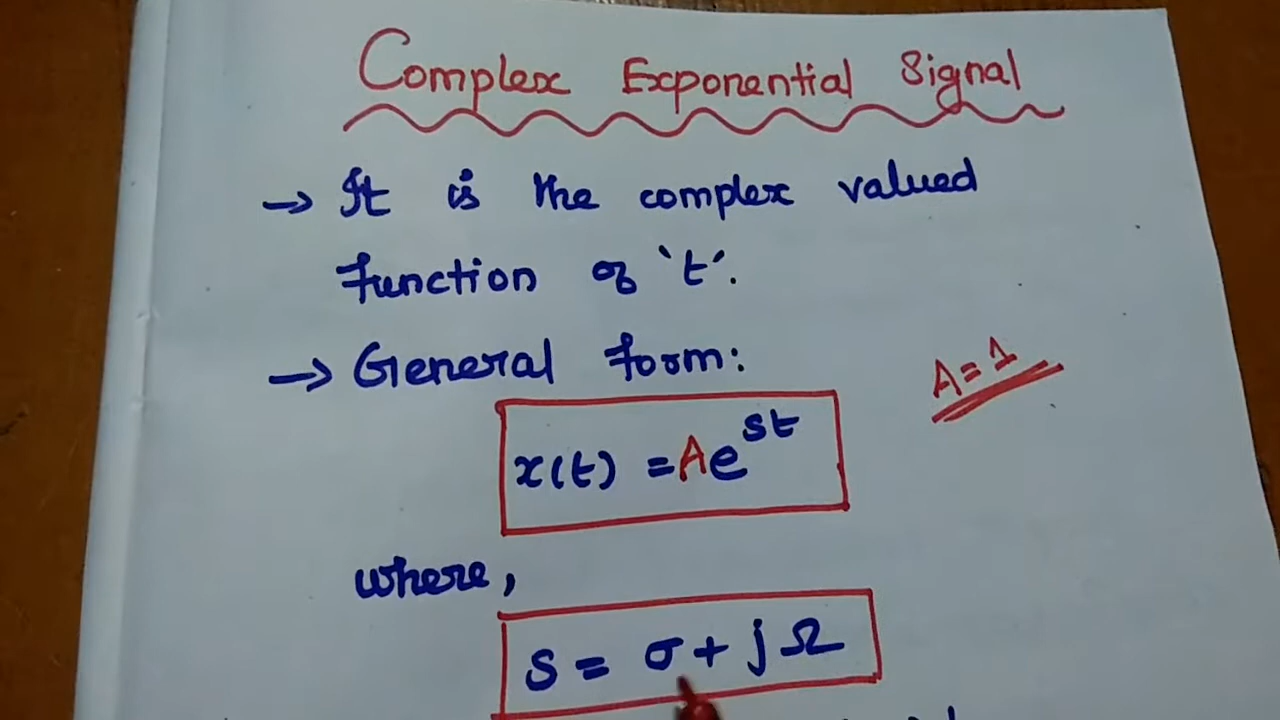 Complex Exponential Signal
→ It is the complex valued
function of 't'.
→ General form:
A=1
x(t) = Ae^st
where,
s = σ + jΩ